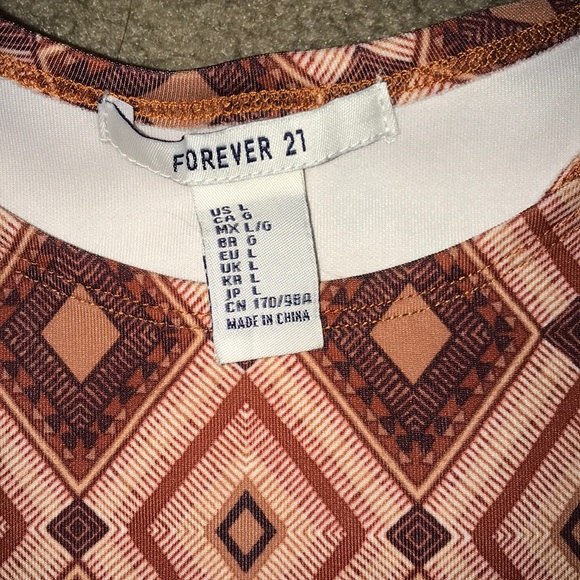 FOREVER 21
US L
CA G
MX L/G
BR G
EU L
UK L
KR L
JP L
CN 170/98A
MADE IN CHINA